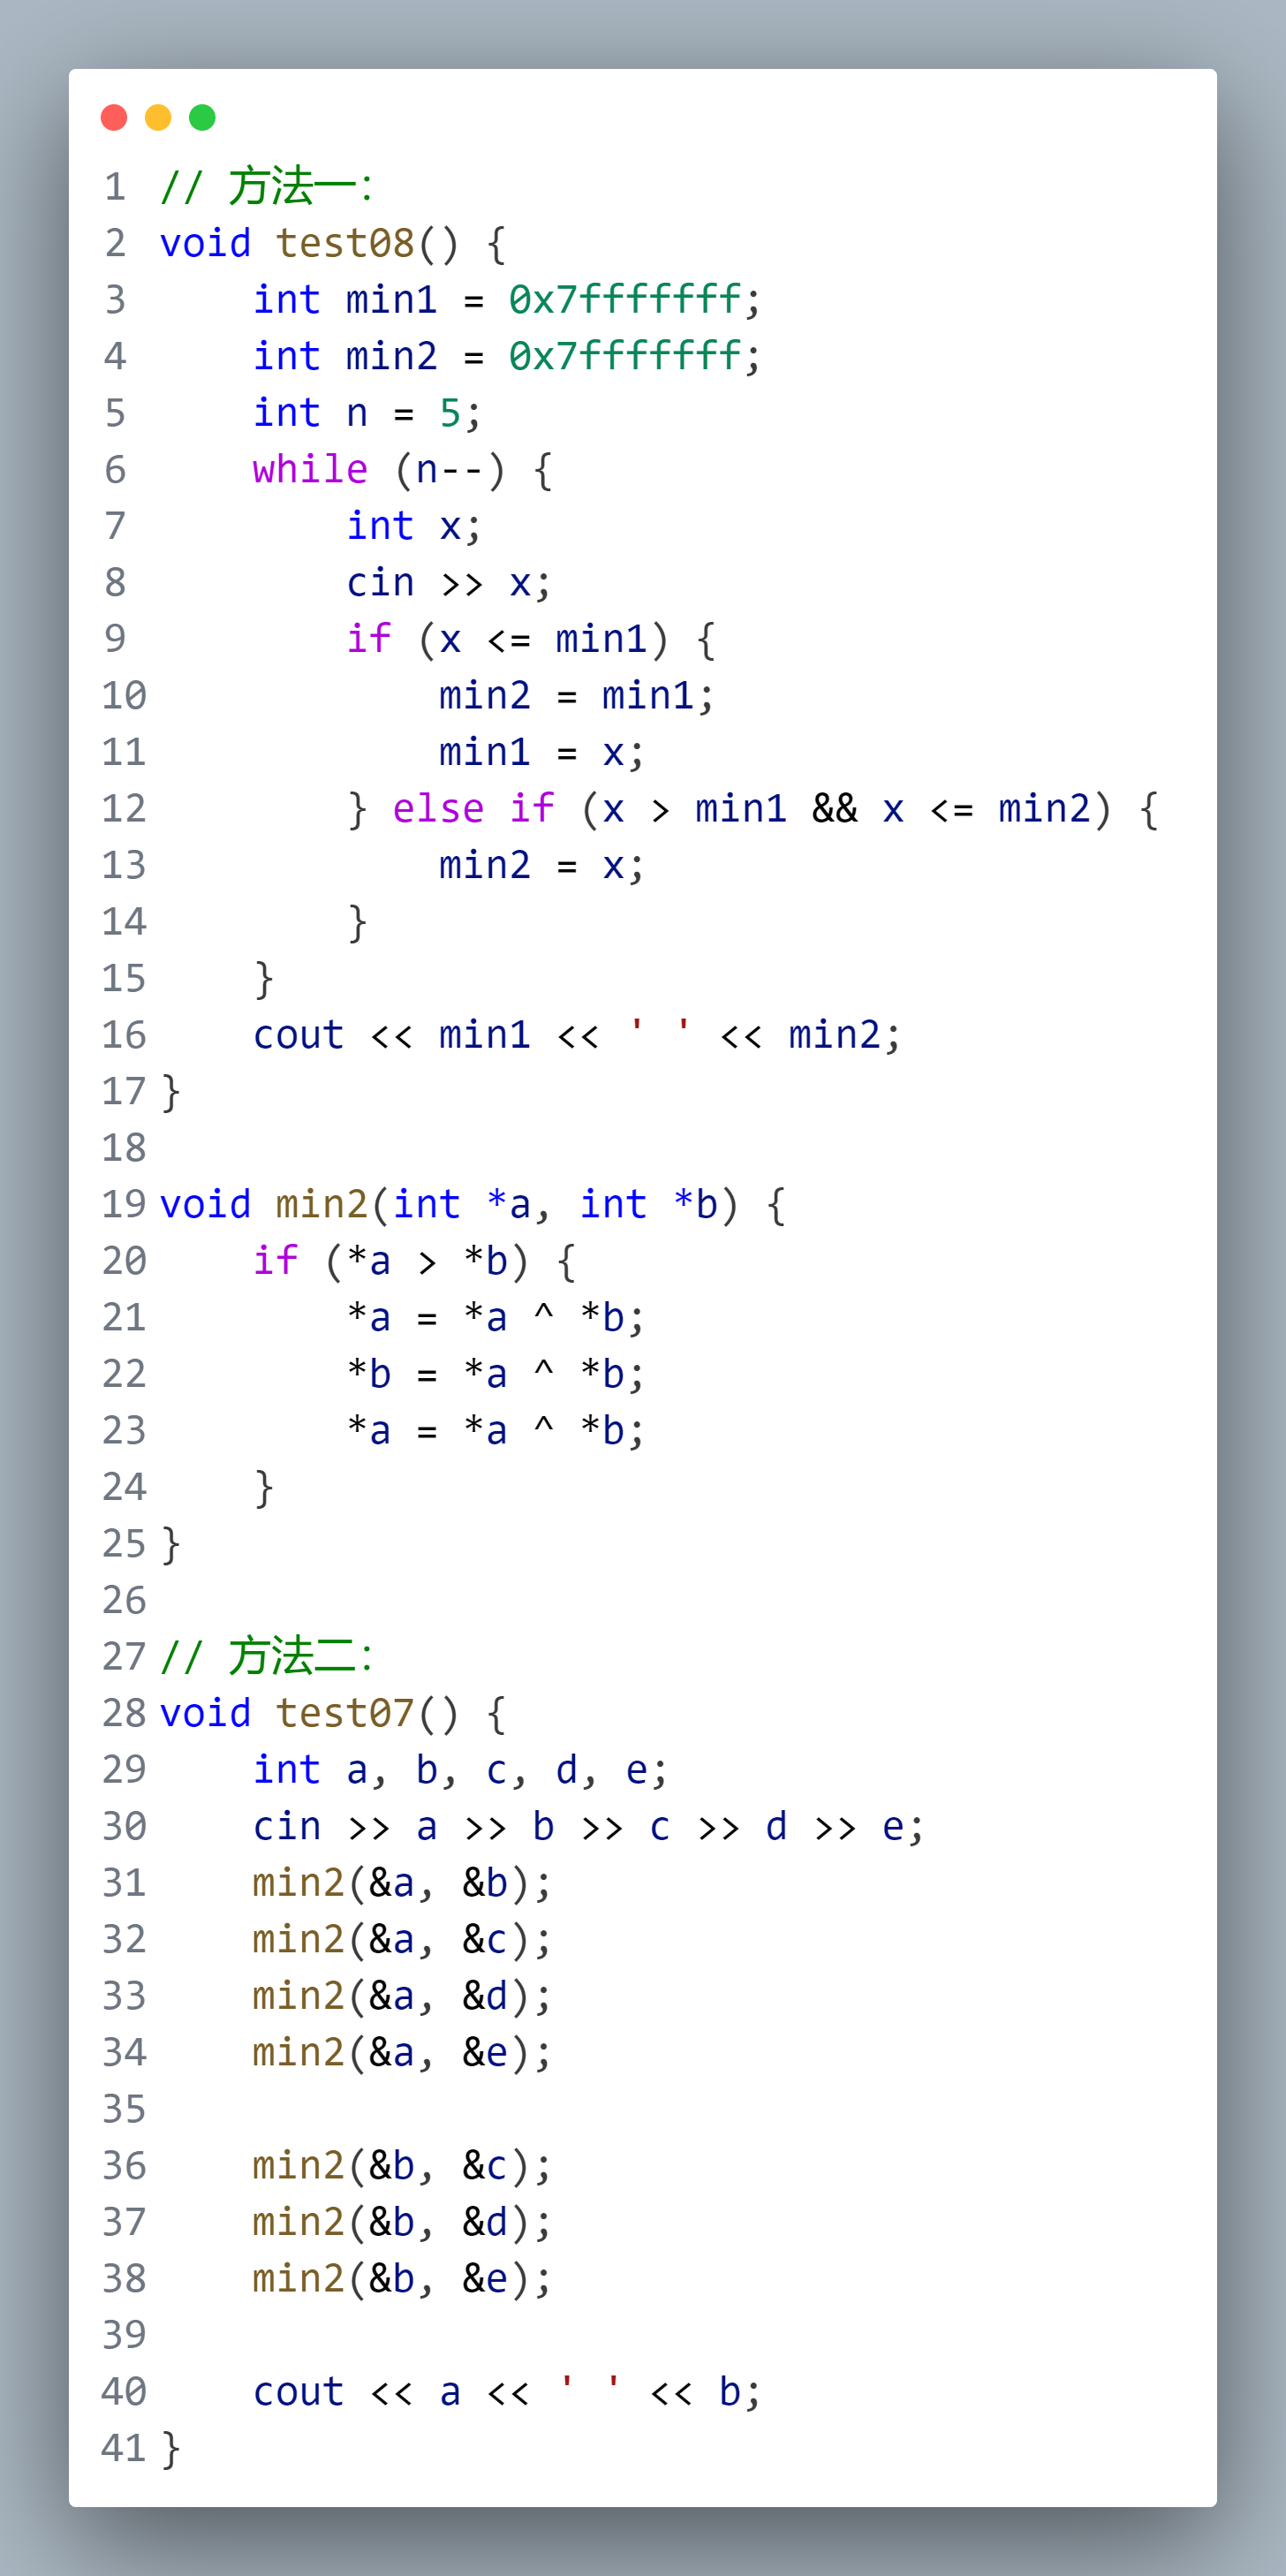 1 // 方法一:
2 void test08() {
3     int min1 = 0x7fffffff;
4     int min2 = 0x7fffffff;
5     int n = 5;
6     while (n--) {
7         int x;
8         cin >> x;
9         if (x <= min1) {
10             min2 = min1;
11             min1 = x;
12         } else if (x > min1 && x <= min2) {
13             min2 = x;
14         }
15     }
16     cout << min1 << ' ' << min2;
17 }
18
19 void min2(int *a, int *b) {
20     if (*a > *b) {
21         *a = *a ^ *b;
22         *b = *a ^ *b;
23         *a = *a ^ *b;
24     }
25 }
26
27 // 方法二:
28 void test07() {
29     int a, b, c, d, e;
30     cin >> a >> b >> c >> d >> e;
31     min2(&a, &b);
32     min2(&a, &c);
33     min2(&a, &d);
34     min2(&a, &e);
35
36     min2(&b, &c);
37     min2(&b, &d);
38     min2(&b, &e);
39
40     cout << a << ' ' << b;
41 }